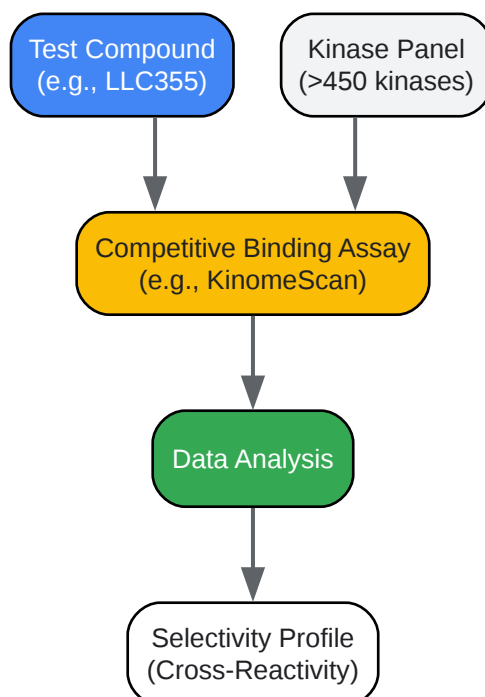 Test Compound
(e.g., LLC355)
Kinase Panel
(>450 kinases)
Competitive Binding Assay
(e.g., KinomeScan)
Data Analysis
Selectivity Profile
(Cross-Reactivity)